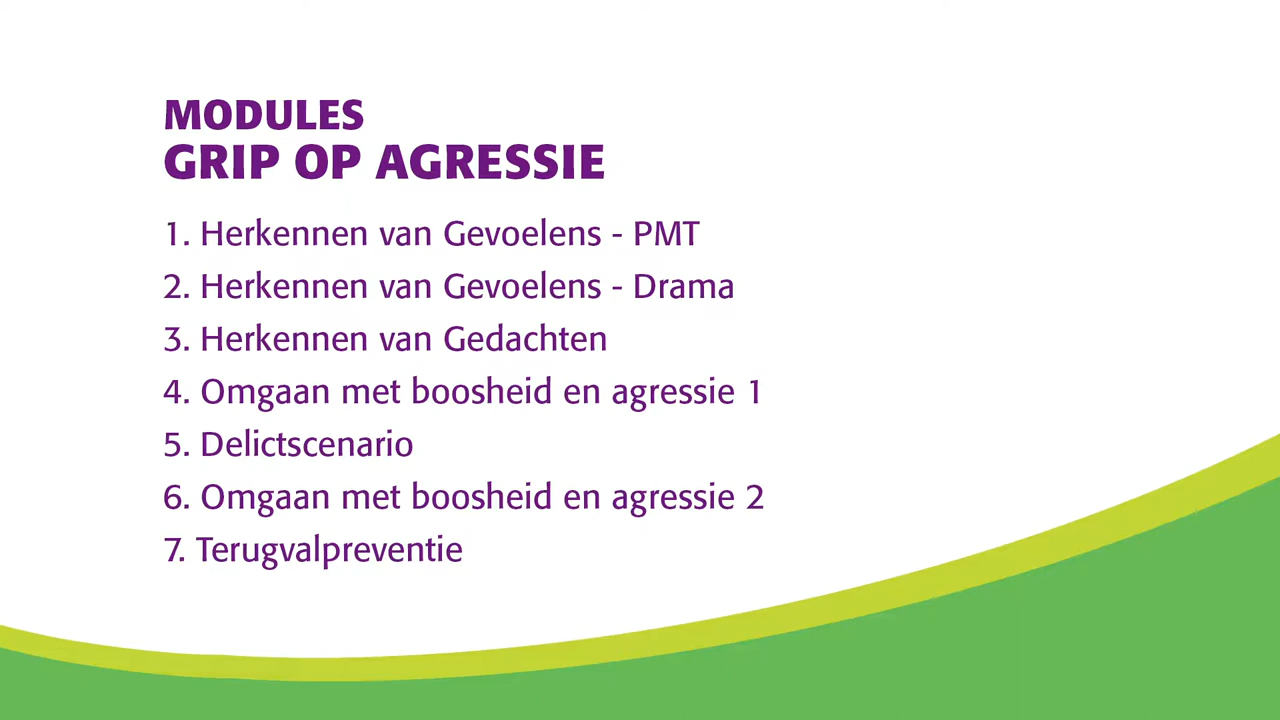 MODULES
GRIP OP AGRESSIE
1. Herkennen van Gevoelens - PMT
2. Herkennen van Gevoelens - Drama
3. Herkennen van Gedachten
4. Omgaan met boosheid en agressie 1
5. Delictscenario
6. Omgaan met boosheid en agressie 2
7. Terugvalpreventie